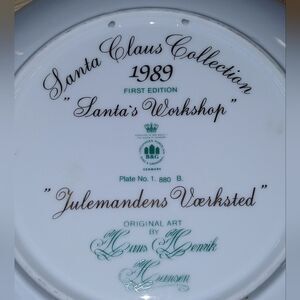 Santa Claus Collection
1989
FIRST EDITION
"Santa's Workshop"
B&G
Plate No. 1. 880 B.
"Julemandens Værksted"
ORIGINAL ART
BY
Hans Henrik
Hansen